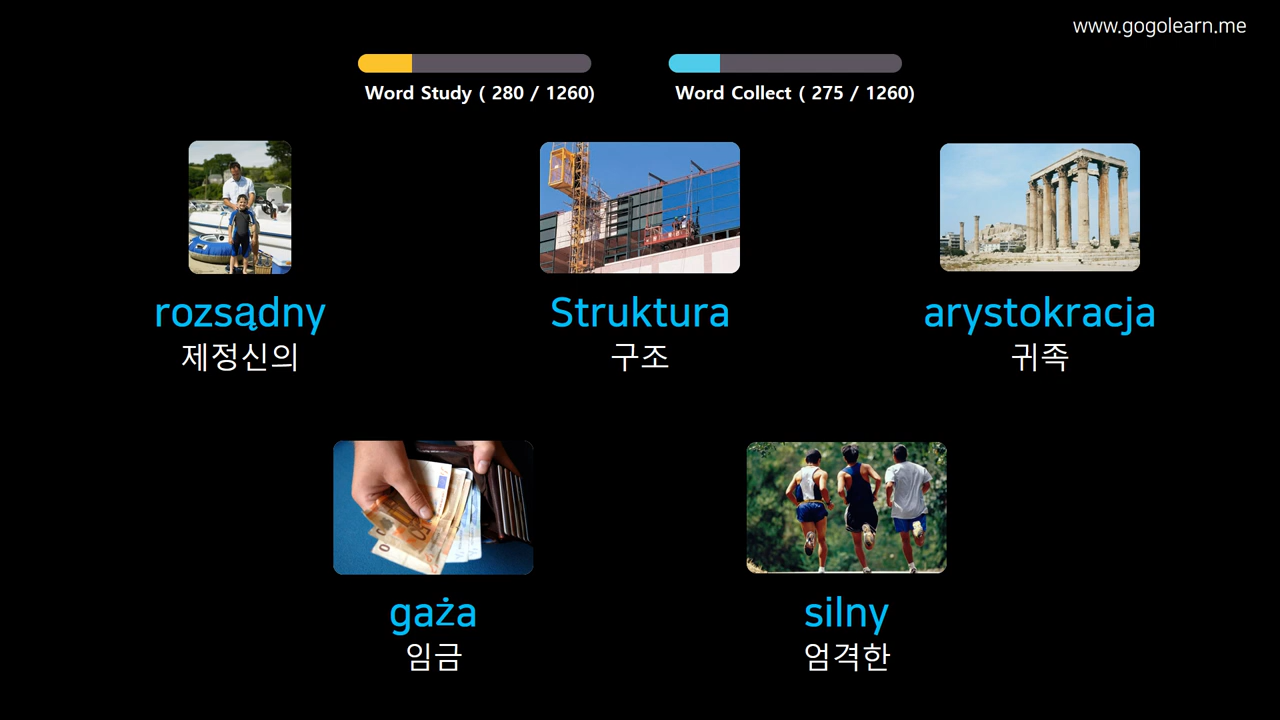 www.gogolearn.me
Word Study ( 280 / 1260)
Word Collect ( 275 / 1260)
rozsądny
제정신의
Struktura
구조
arystokracja
귀족
gaża
임금
silny
엄격한